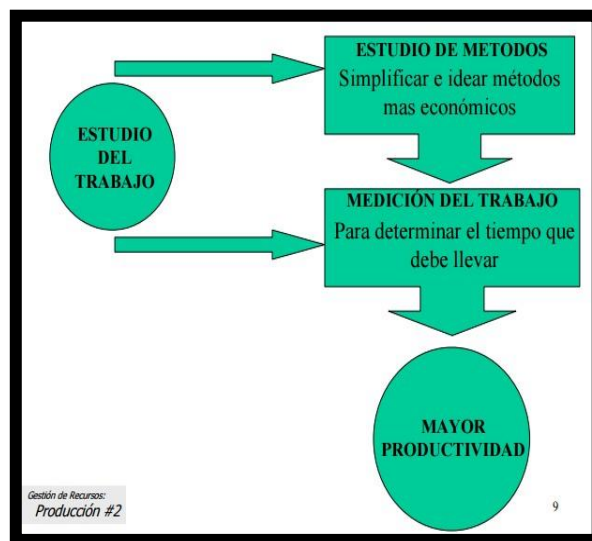 ESTUDIO DE METODOS
Simplificar e idear métodos
mas económicos
ESTUDIO
DEL
TRABAJO
MEDICIÓN DEL TRABAJO
Para determinar el tiempo que
debe llevar
MAYOR
PRODUCTIVIDAD
Gestión de Recursos:
Producción #2
9